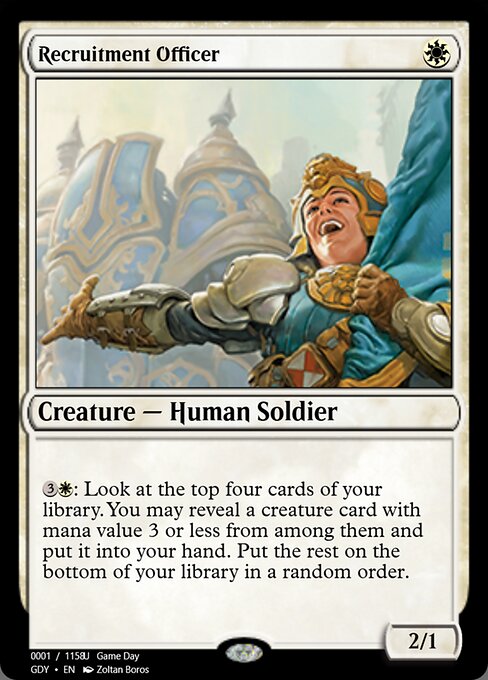 Recruitment Officer
Creature — Human Soldier
3W: Look at the top four cards of your
library. You may reveal a creature card with
mana value 3 or less from among them and
put it into your hand. Put the rest on the
bottom of your library in a random order.
2/1
0001 / 1158U Game Day
GDY • EN Zoltan Boros